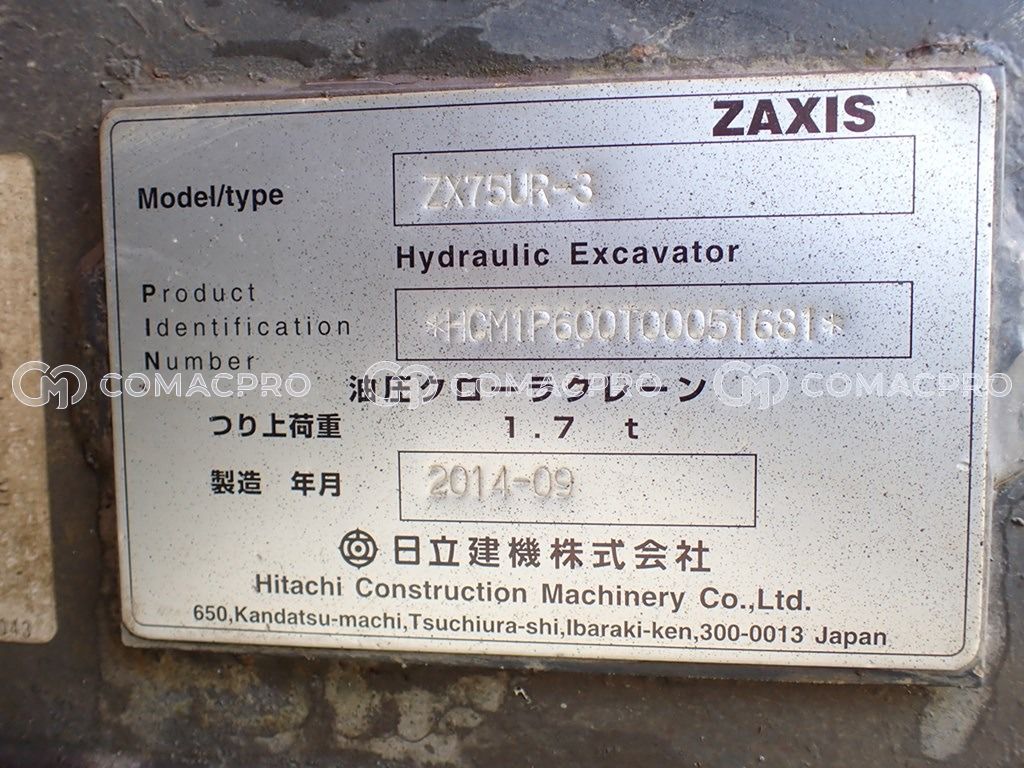 ZAXIS
Model/type ZX75UR-3
Hydraulic Excavator
Product
Identification *HCM1P600T00051681*
Number
COMACPRO COMACPRO COMACPRO
油圧クローラクレーン
つり上荷重 1.7 t
製造 年月 2014-09
日立建機株式会社
Hitachi Construction Machinery Co.,Ltd.
650,Kandatsu-machi,Tsuchiura-shi,Ibaraki-ken,300-0013 Japan